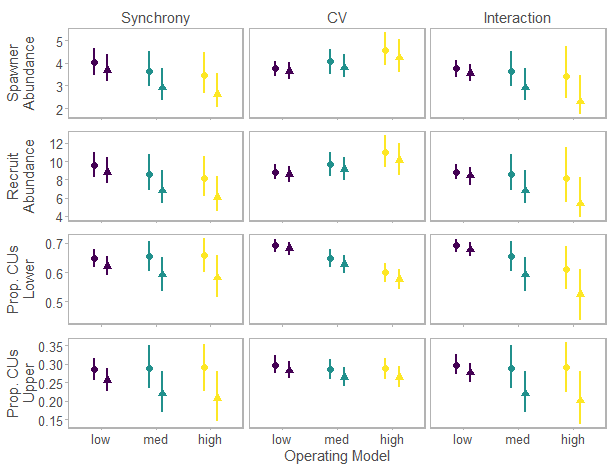 Synchrony CV Interaction
Spawner
Abundance
5
4
3
2
Recruit
Abundance
12
10
8
6
4
Prop. CUs
Lower
0.7
0.6
0.5
Prop. CUs
Upper
0.35
0.30
0.25
0.20
0.15
low med high low med high low med high
Operating Model